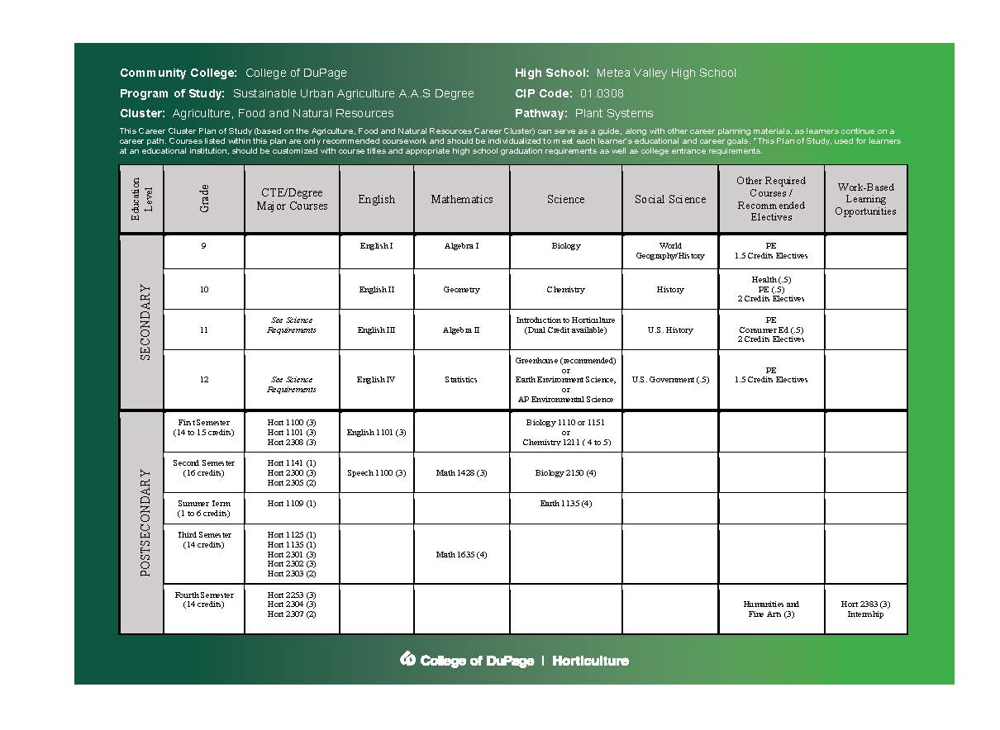 Community College: College of DuPage
High School: Metea Valley High School
Program of Study: Sustainable Urban Agriculture A.A.S Degree
CIP Code: 01.0308
Cluster: Agriculture, Food and Natural Resources
Pathway: Plant Systems
This Career Cluster Plan of Study (based on the Agriculture, Food and Natural Resources Career Cluster) can serve as a guide, along with other career planning materials, as learners continue on a
career path. Courses listed within this plan are only recommended coursework and should be individualized to meet each learner's educational and career goals. *This Plan of Study, used for learners
at an educational institution, should be customized with course titles and appropriate high school graduation requirements as well as college entrance requirements.
Education
Level
Grade
CTE/Degree
Major Courses
English
Mathematics
Science
Social Science
Other Required
Courses /
Recommended
Electives
Work-Based
Learning
Opportunities
SECONDARY
9
English I
Algebra I
Biology
World
Geography/History
PE
1.5 Credits Electives
10
English II
Geometry
Chemistry
History
Health (.5)
PE (.5)
2 Credits Electives
11
See Science
Requirements
English III
Algebra II
Introduction to Horticulture
(Dual Credit available)
U.S. History
PE
Consumer Ed (.5)
2 Credits Electives
12
See Science
Requirements
English IV
Statistics
Greenhouse (recommended)
or
Earth Environment Science,
or
AP Environmental Science
U.S. Government (.5)
PE
1.5 Credits Electives
POSTSECONDARY
First Semester
(14 to 15 credits)
Hort 1100 (3)
Hort 1101 (3)
Hort 2308 (3)
English 1101 (3)
Biology 1110 or 1151
or
Chemistry 1211 ( 4 to 5)
Second Semester
(16 credits)
Hort 1141 (1)
Hort 2300 (3)
Hort 2305 (2)
Speech 1100 (3)
Math 1428 (3)
Biology 2150 (4)
Summer Term
(1 to 6 credits)
Hort 1109 (1)
Earth 1135 (4)
Third Semester
(14 credits)
Hort 1125 (1)
Hort 1135 (1)
Hort 2301 (3)
Hort 2302 (3)
Hort 2303 (2)
Math 1635 (4)
Fourth Semester
(14 credits)
Hort 2253 (3)
Hort 2304 (3)
Hort 2307 (2)
Humanities and
Fine Arts (3)
Hort 2383 (3)
Internship
College of DuPage | Horticulture